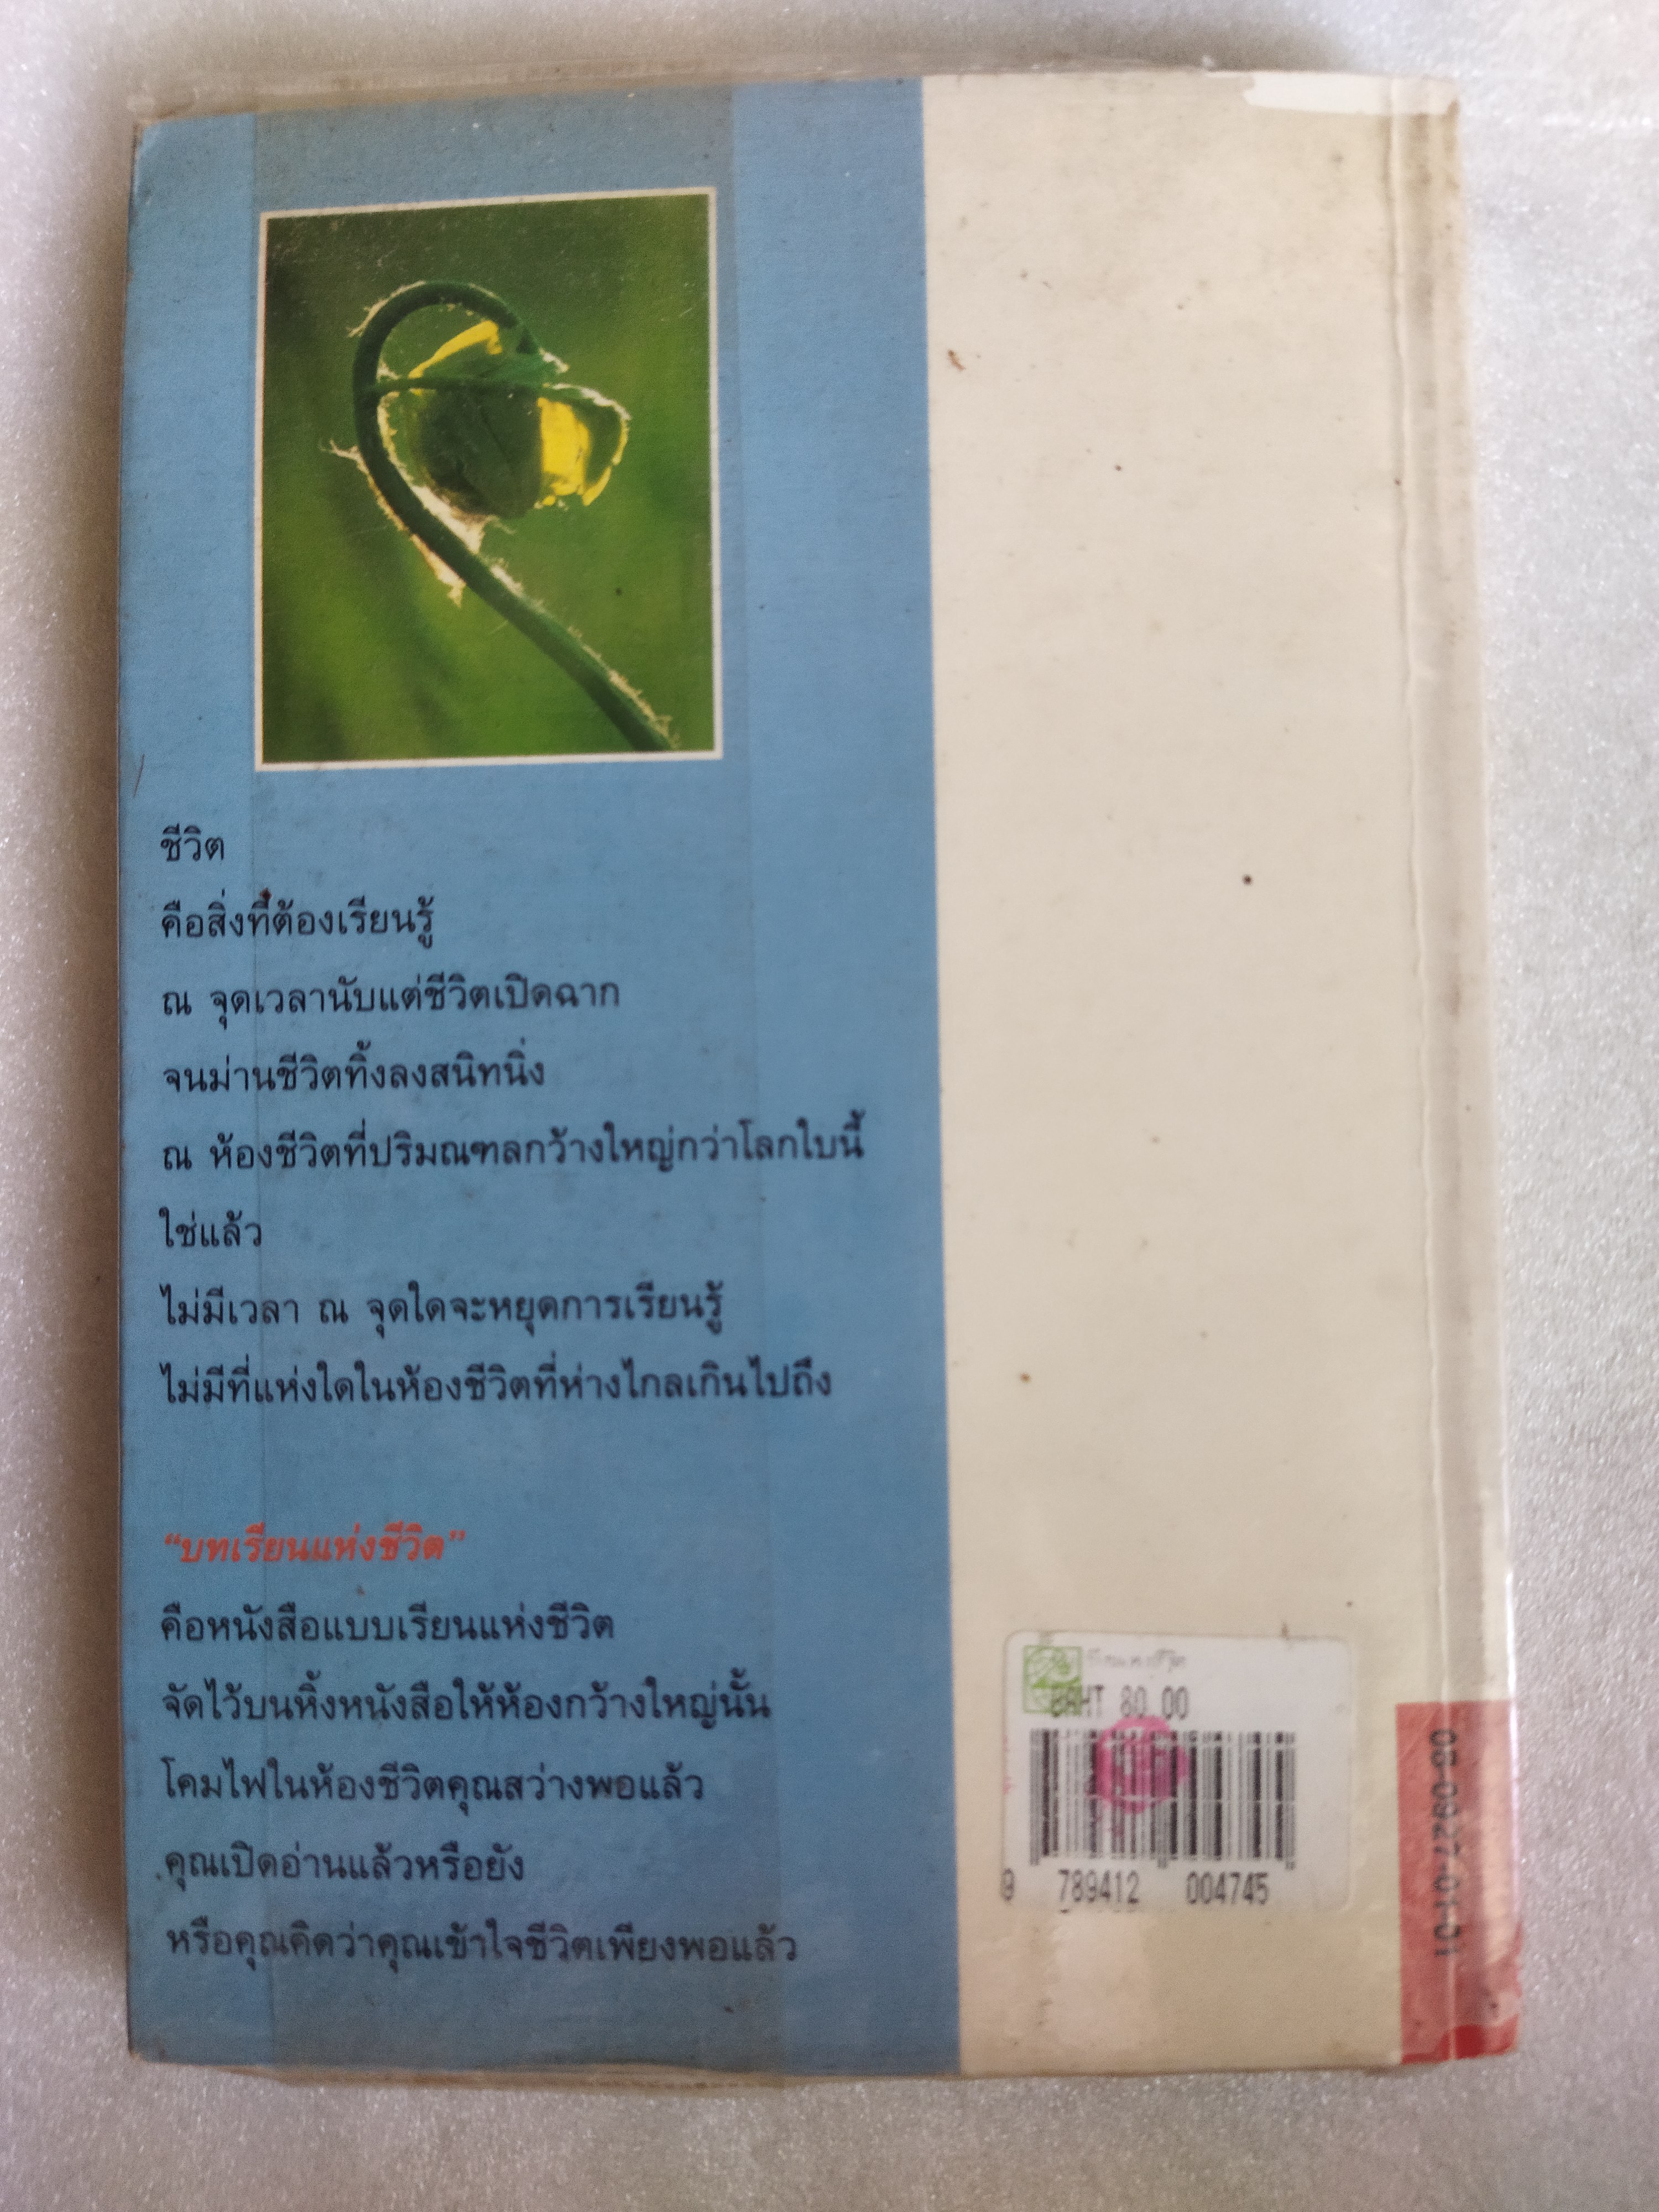 ชีวิต
คือสิ่งที่ต้องเรียนรู้
ณ จุดเวลานับแต่ชีวิตเปิดฉาก
จนม่านชีวิตทิ้งลงสนิทนิ่ง
ณ ห้องชีวิตที่ปริมณฑลกว้างใหญ่กว่าโลกใบนี้
ใช่แล้ว
ไม่มีเวลา ณ จุดใดจะหยุดการเรียนรู้
ไม่มีที่แห่งใดในห้องชีวิตที่ห่างไกลเกินไปถึง
“บทเรียนแห่งชีวิต”
คือหนังสือแบบเรียนแห่งชีวิต
จัดไว้บนหิ้งหนังสือให้ห้องกว้างใหญ่นั้น
โคมไฟในห้องชีวิตคุณสว่างพอแล้ว
คุณเปิดอ่านแล้วหรือยัง
หรือคุณคิดว่าคุณเข้าใจชีวิตเพียงพอแล้ว
BAHT 80.00
9 789412 004745
08-0927-01-01